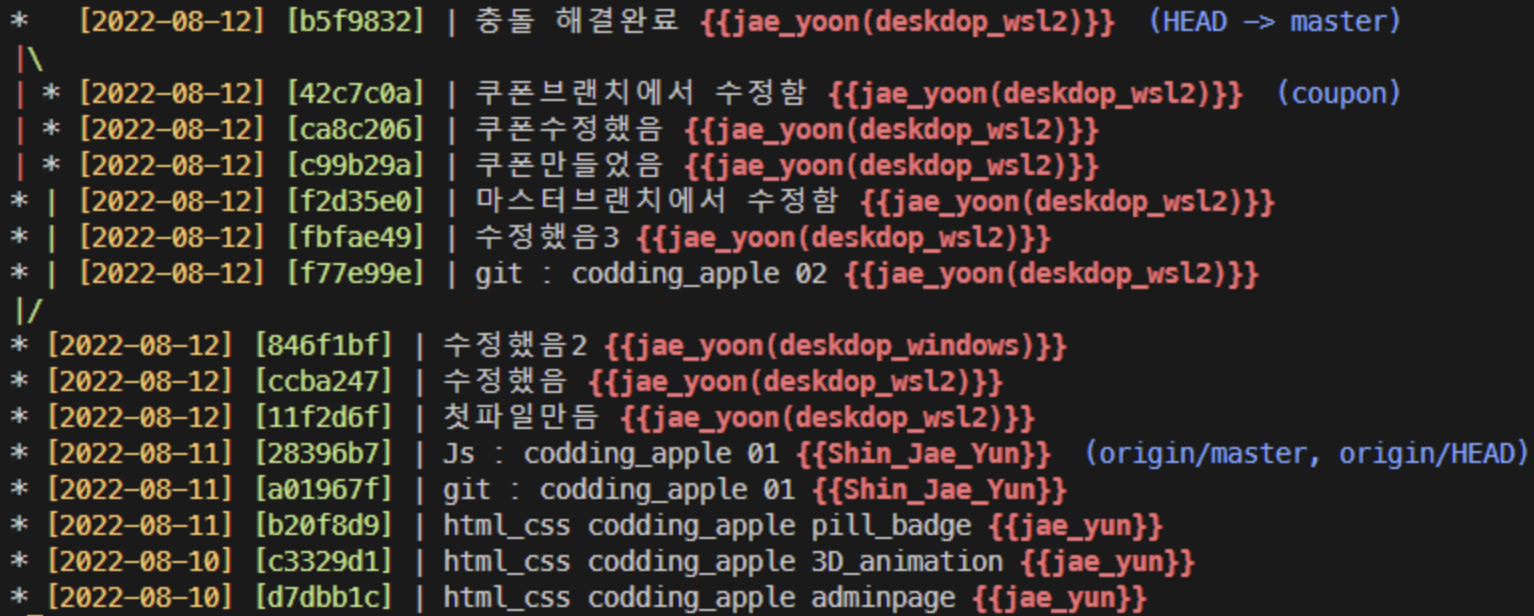 *   [2022-08-12] [b5f9832] | 충돌 해결완료 {{jae_yoon(deskdop_wsl2)}}  (HEAD -> master)
|\
| * [2022-08-12] [42c7c0a] | 쿠폰브랜치에서 수정함 {{jae_yoon(deskdop_wsl2)}}  (coupon)
| * [2022-08-12] [ca8c206] | 쿠폰수정했음 {{jae_yoon(deskdop_wsl2)}}
| * [2022-08-12] [c99b29a] | 쿠폰만들었음 {{jae_yoon(deskdop_wsl2)}}
* | [2022-08-12] [f2d35e0] | 마스터브랜치에서 수정함 {{jae_yoon(deskdop_wsl2)}}
* | [2022-08-12] [fbfae49] | 수정했음3 {{jae_yoon(deskdop_wsl2)}}
* | [2022-08-12] [f77e99e] | git : codding_apple 02 {{jae_yoon(deskdop_wsl2)}}
|/
* [2022-08-12] [846f1bf] | 수정했음2 {{jae_yoon(deskdop_windows)}}
* [2022-08-12] [ccba247] | 수정했음 {{jae_yoon(deskdop_wsl2)}}
* [2022-08-12] [11f2d6f] | 첫파일만듬 {{jae_yoon(deskdop_wsl2)}}
* [2022-08-11] [28396b7] | Js : codding_apple 01 {{Shin_Jae_Yun}}  (origin/master, origin/HEAD)
* [2022-08-11] [a01967f] | git : codding_apple 01 {{Shin_Jae_Yun}}
* [2022-08-11] [b20f8d9] | html_css codding_apple pill_badge {{jae_yun}}
* [2022-08-10] [c3329d1] | html_css codding_apple 3D_animation {{jae_yun}}
* [2022-08-10] [d7dbb1c] | html_css codding_apple adminpage {{jae_yun}}